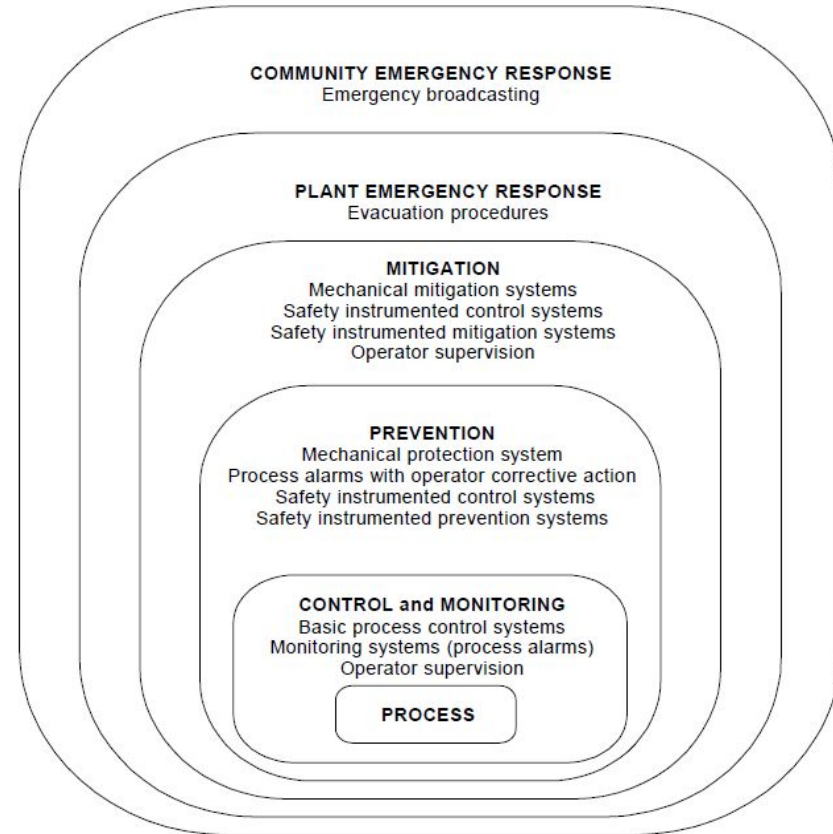 COMMUNITY EMERGENCY RESPONSE
Emergency broadcasting
PLANT EMERGENCY RESPONSE
Evacuation procedures
MITIGATION
Mechanical mitigation systems
Safety instrumented control systems
Safety instrumented mitigation systems
Operator supervision
PREVENTION
Mechanical protection system
Process alarms with operator corrective action
Safety instrumented control systems
Safety instrumented prevention systems
CONTROL and MONITORING
Basic process control systems
Monitoring systems (process alarms)
Operator supervision
PROCESS